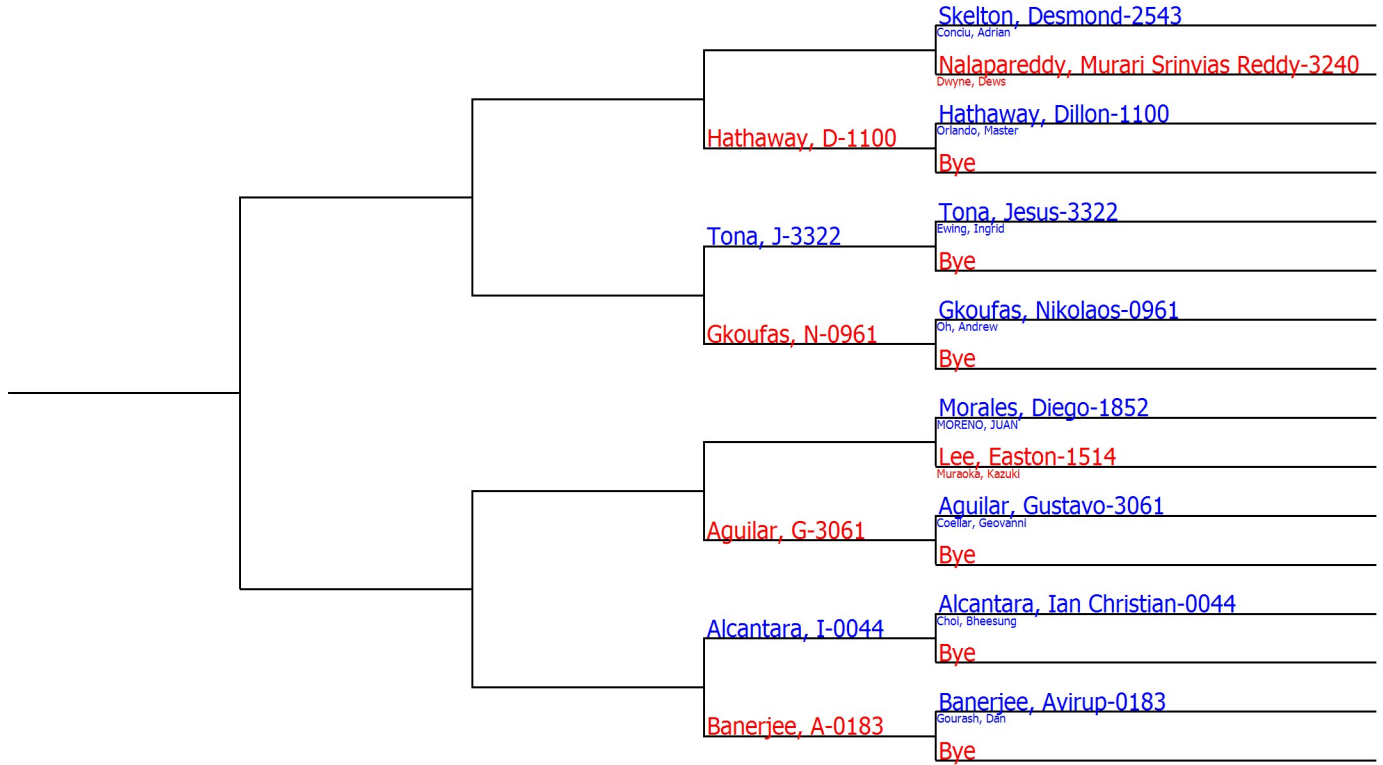 Skelton, Desmond-2543
Conciu, Adrian
Nalapareddy, Murari Srinvias Reddy-3240
Dwyne, Dews
Hathaway, Dillon-1100
Orlando, Master
Hathaway, D-1100
Bye
Tona, Jesus-3322
Ewing, Ingrid
Tona, J-3322
Bye
Gkoufas, Nikolaos-0961
Oh, Andrew
Gkoufas, N-0961
Bye
Morales, Diego-1852
MORENO, JUAN
Lee, Easton-1514
Muraoka, Kazuki
Aguilar, Gustavo-3061
Coellar, Geovanni
Aguilar, G-3061
Bye
Alcantara, Ian Christian-0044
Choi, Bheesung
Alcantara, I-0044
Bye
Banerjee, Avirup-0183
Gourash, Dan
Banerjee, A-0183
Bye